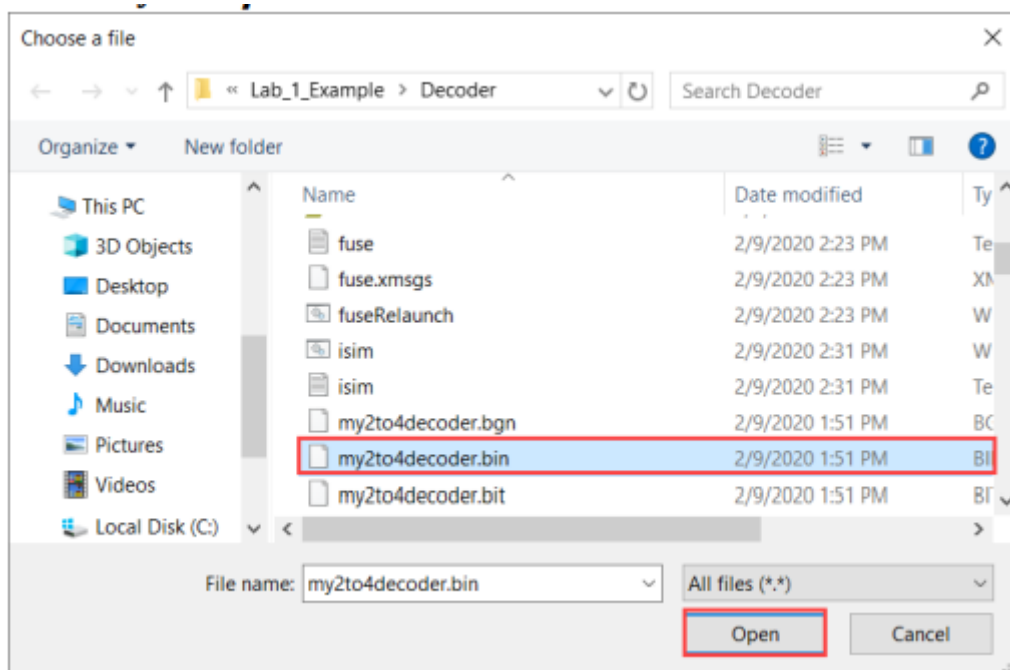 Choose a file
« Lab_1_Example > Decoder
Search Decoder
Organize
New folder
Name
Date modified
Ty
This PC
3D Objects
Desktop
Documents
Downloads
Music
Pictures
Videos
Local Disk (C:)
fuse 2/9/2020 2:23 PM Te
fuse.xmsgs 2/9/2020 2:23 PM XN
fuseRelaunch 2/9/2020 2:23 PM W
isim 2/9/2020 2:31 PM W
isim 2/9/2020 2:31 PM Te
my2to4decoder.bgn 2/9/2020 1:51 PM BG
my2to4decoder.bin 2/9/2020 1:51 PM BI
my2to4decoder.bit 2/9/2020 1:51 PM BI
File name: my2to4decoder.bin
All files (*.*)
Open
Cancel